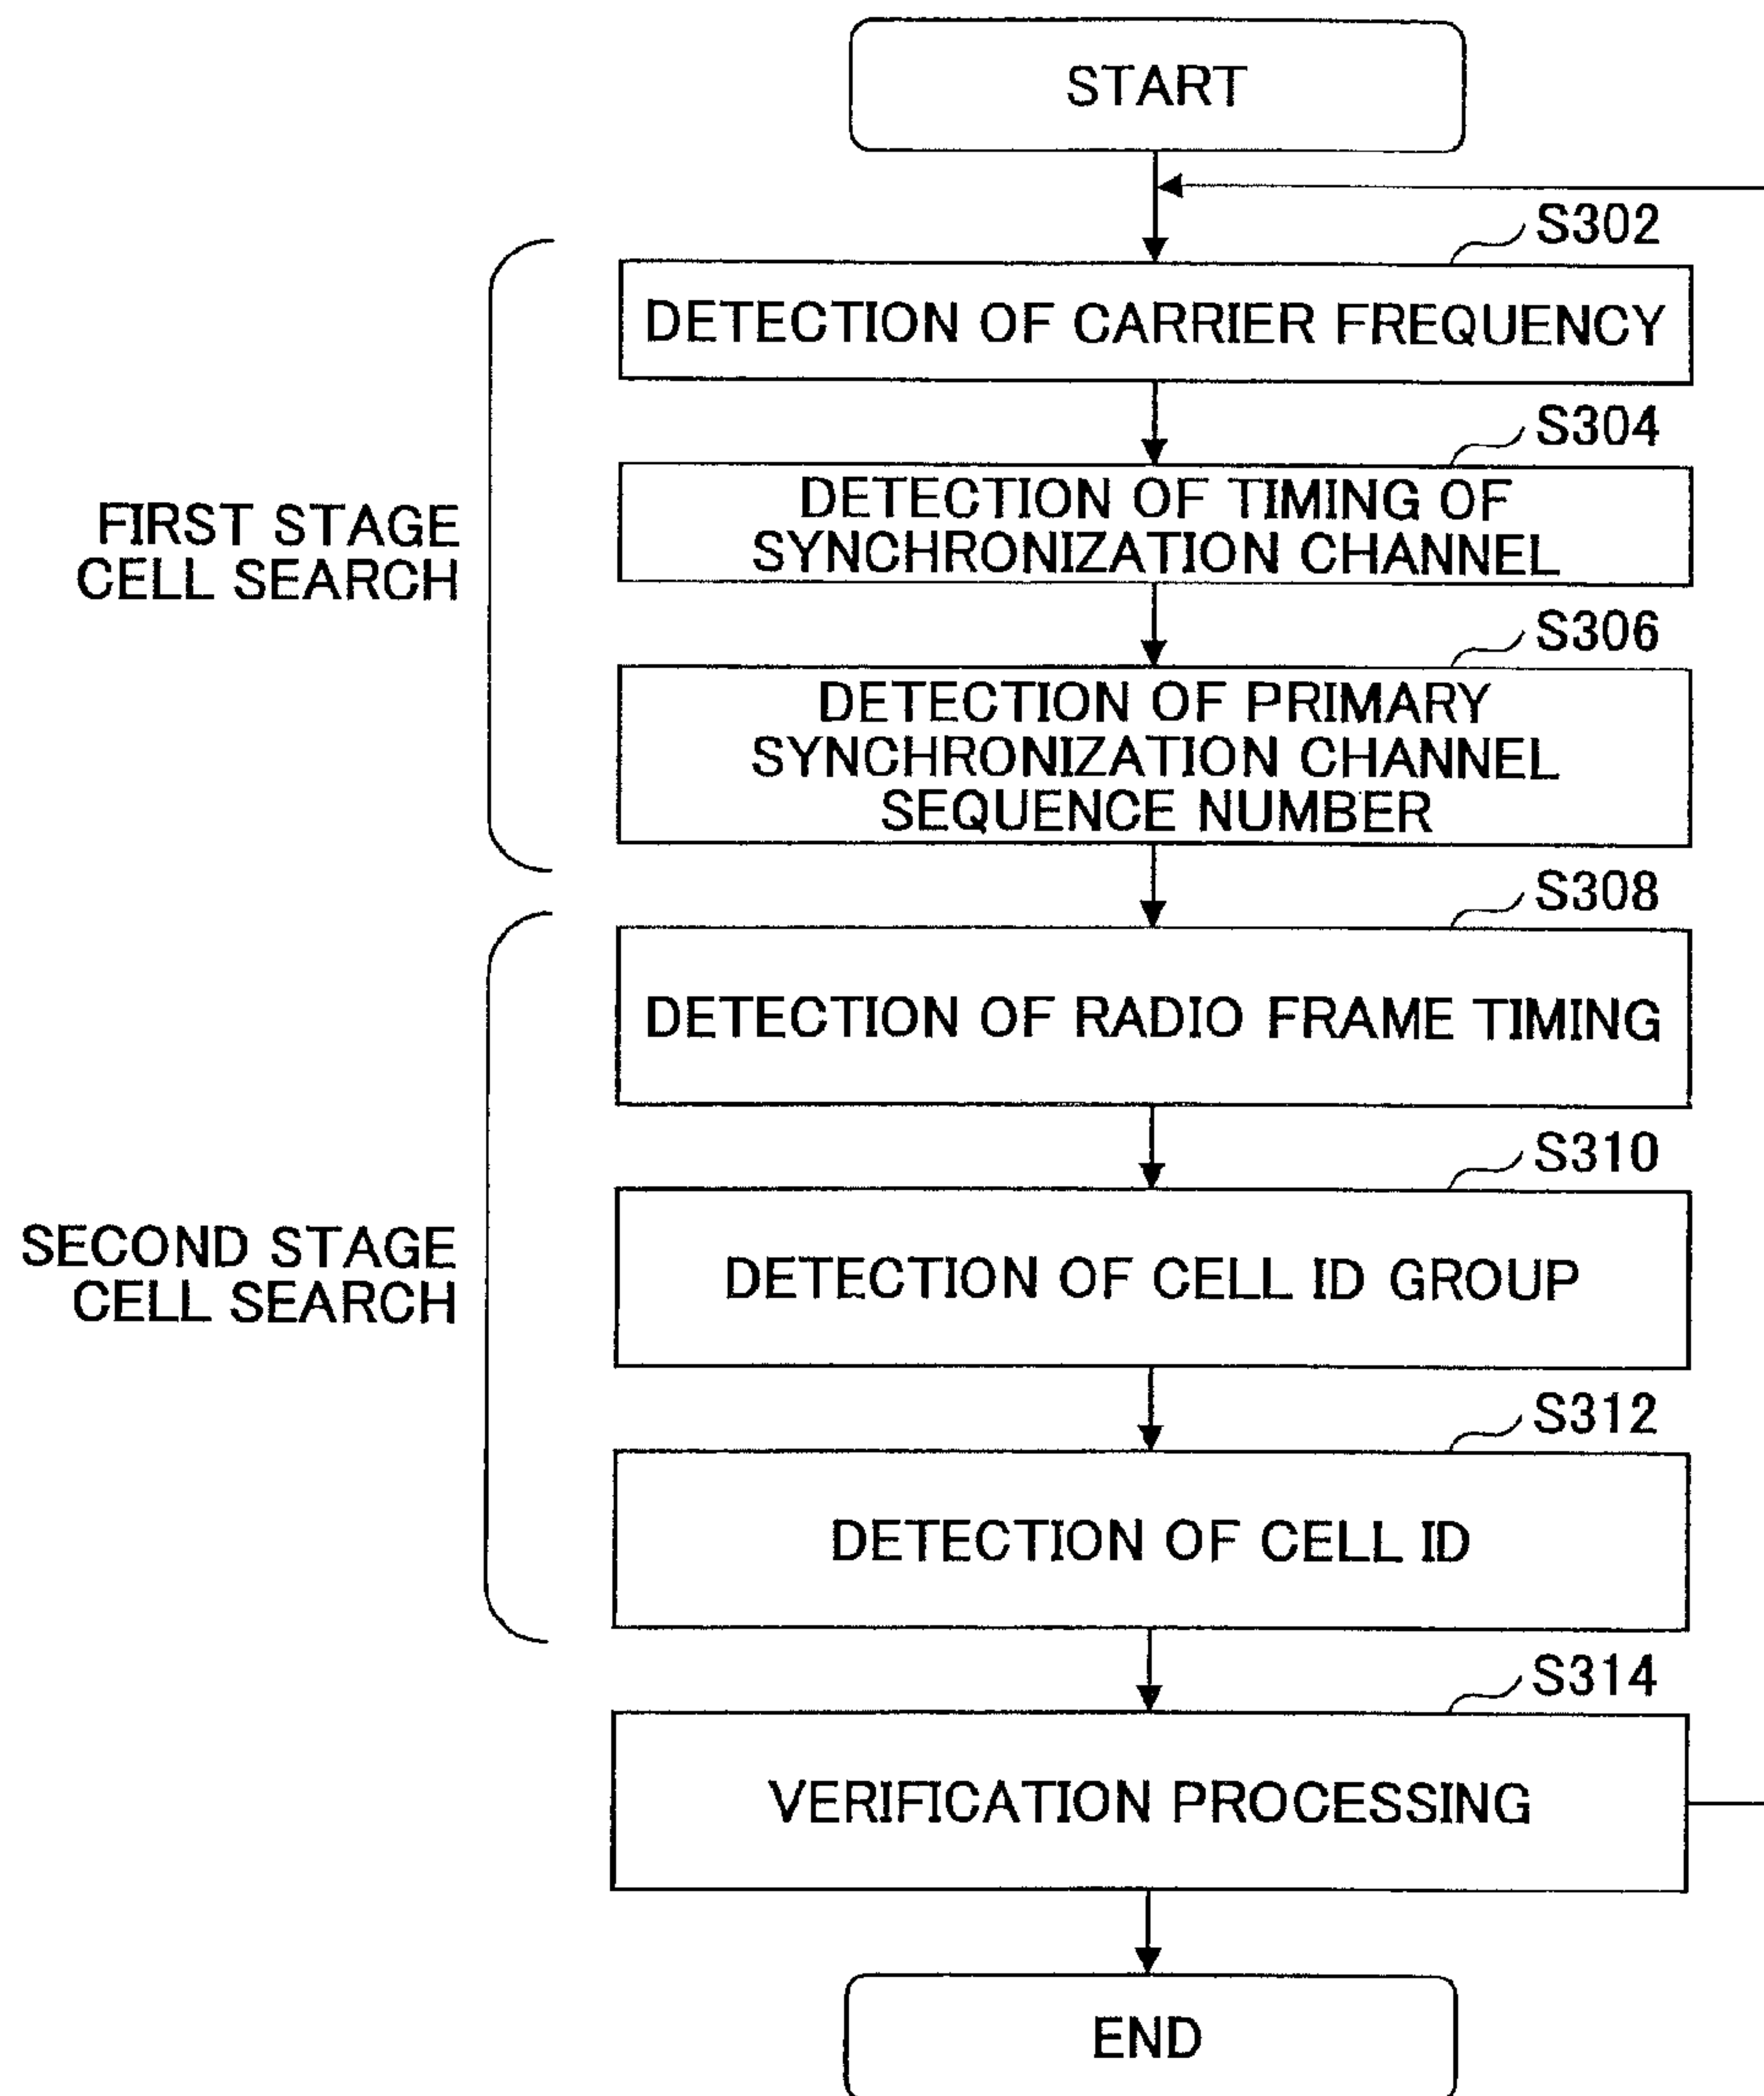 START
S302
DETECTION OF CARRIER FREQUENCY
S304
DETECTION OF TIMING OF
SYNCHRONIZATION CHANNEL
FIRST STAGE
CELL SEARCH
S306
DETECTION OF PRIMARY
SYNCHRONIZATION CHANNEL
SEQUENCE NUMBER
S308
DETECTION OF RADIO FRAME TIMING
S310
SECOND STAGE
CELL SEARCH
DETECTION OF CELL ID GROUP
S312
DETECTION OF CELL ID
S314
VERIFICATION PROCESSING
END